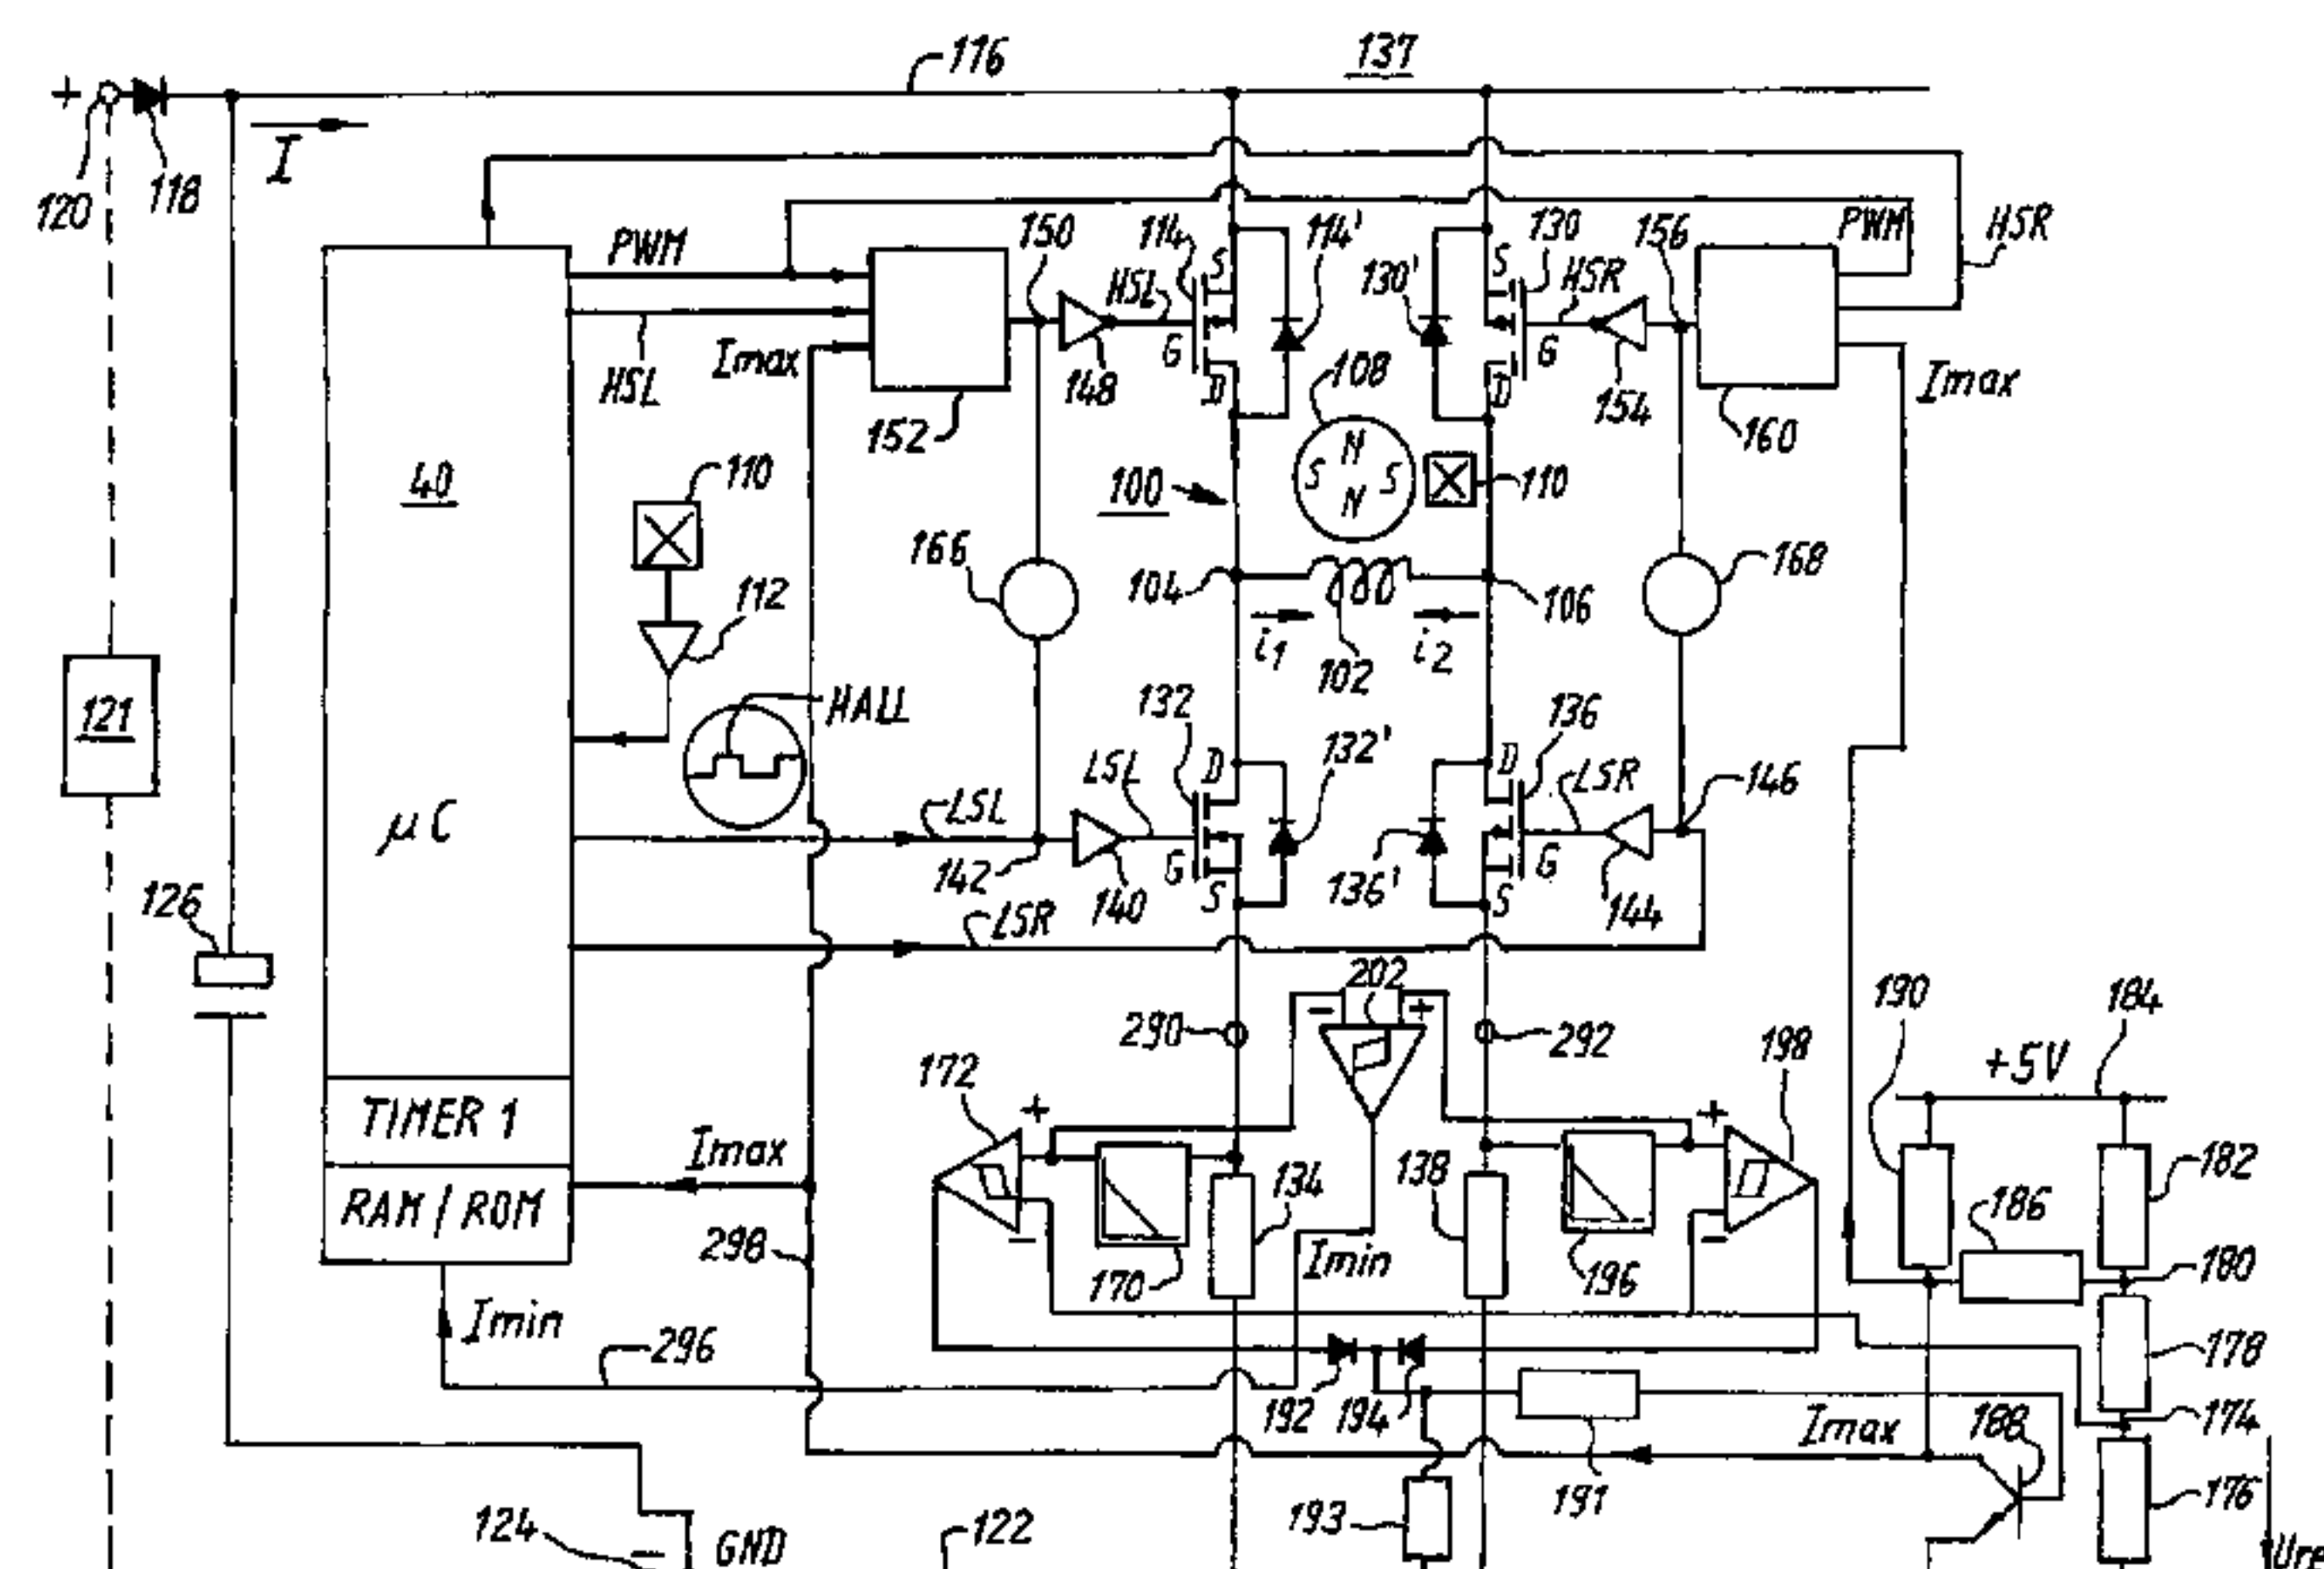 137
176
+
I
120
118
PWM
HSL
Imax
150
114
S
HSL
G
D
148
152
114'
130'
130
S
HSR
G
D
156
154
PWM
HSR
Imax
160
108
N
S S
N
110
100
40
110
112
166
168
104
106
i1
102
i2
HALL
121
µC
132
D
LSL
G
S
132'
136
D
LSR
G
S
136'
146
144
LSL
142
140
126
LSR
202
- +
290
292
190
184
+5V
198
172
+
-
TIMER 1
RAM / ROM
Imax
134
138
+
-
182
186
180
298
170
Imin
196
Imin
296
178
192
194
174
188
Imax
191
176
193
124
-
GND
122
Ure